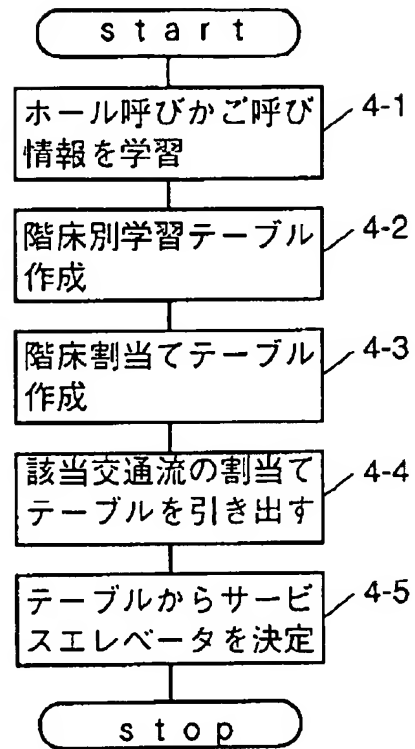 start
ホール呼びかご呼び
情報を学習
4-1
階床別学習テーブル
作成
4-2
階床割当てテーブル
作成
4-3
該当交通流の割当て
テーブルを引き出す
4-4
テーブルからサービ
スエレベータを決定
4-5
stop